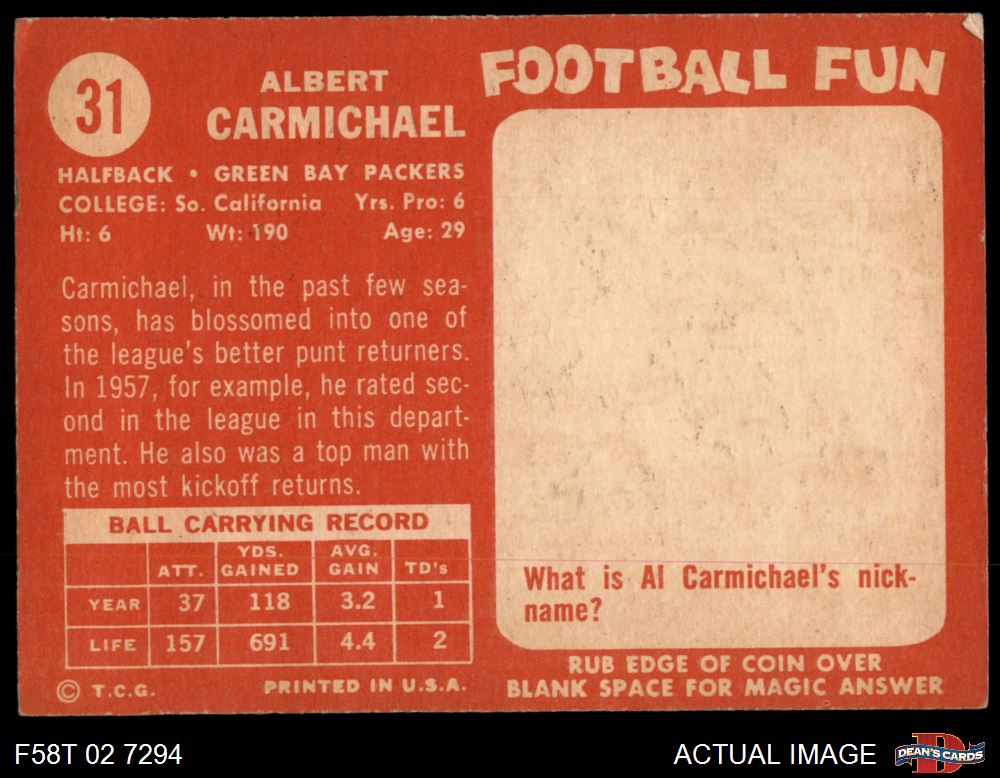 31
ALBERT
CARMICHAEL
HALFBACK • GREEN BAY PACKERS
COLLEGE: So. California Yrs. Pro: 6
Ht: 6 Wt: 190 Age: 29
Carmichael, in the past few sea-
sons, has blossomed into one of
the league's better punt returners.
In 1957, for example, he rated sec-
ond in the league in this depart-
ment. He also was a top man with
the most kickoff returns.
BALL CARRYING RECORD
ATT. YDS. GAINED AVG. GAIN TD's
YEAR 37 118 3.2 1
LIFE 157 691 4.4 2
© T.C.G. PRINTED IN U.S.A.
FOOTBALL FUN
What is Al Carmichael's nick-
name?
RUB EDGE OF COIN OVER
BLANK SPACE FOR MAGIC ANSWER
F58T 02 7294
ACTUAL IMAGE
DEAN'S CARDS